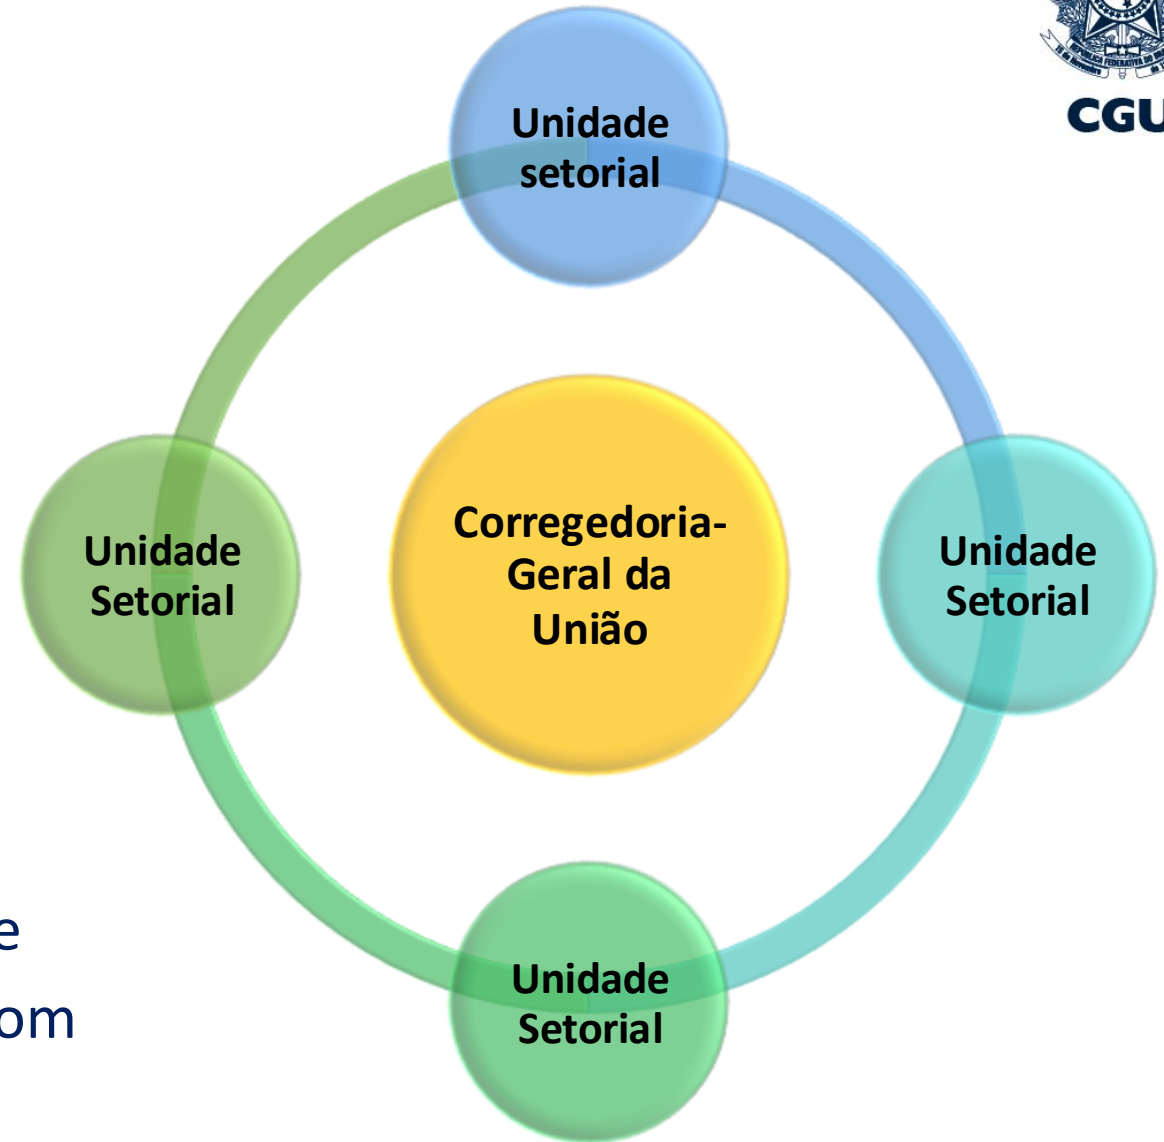 CGU
Unidade
setorial
Unidade
Setorial
Corregedoria-
Geral da
União
Unidade
Setorial
Unidade
Setorial
e
om